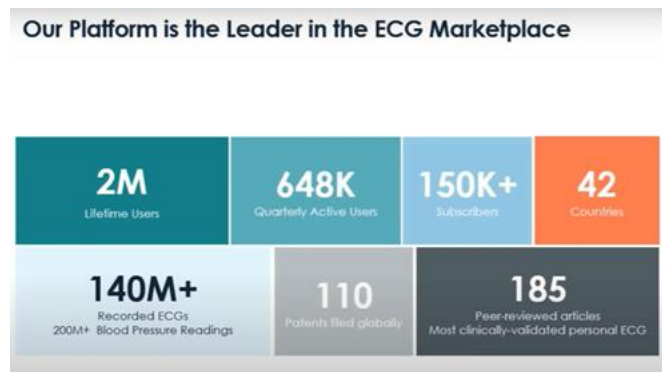 Our Platform is the Leader in the ECG Marketplace
2M
Lifetime Users
648K
Quarterly Active Users
150K+
Subscribers
42
Countries
140M+
Recorded ECGs
200M+ Blood Pressure Readings
110
Patents filed globally
185
Peer-reviewed articles
Most clinically-validated personal ECG